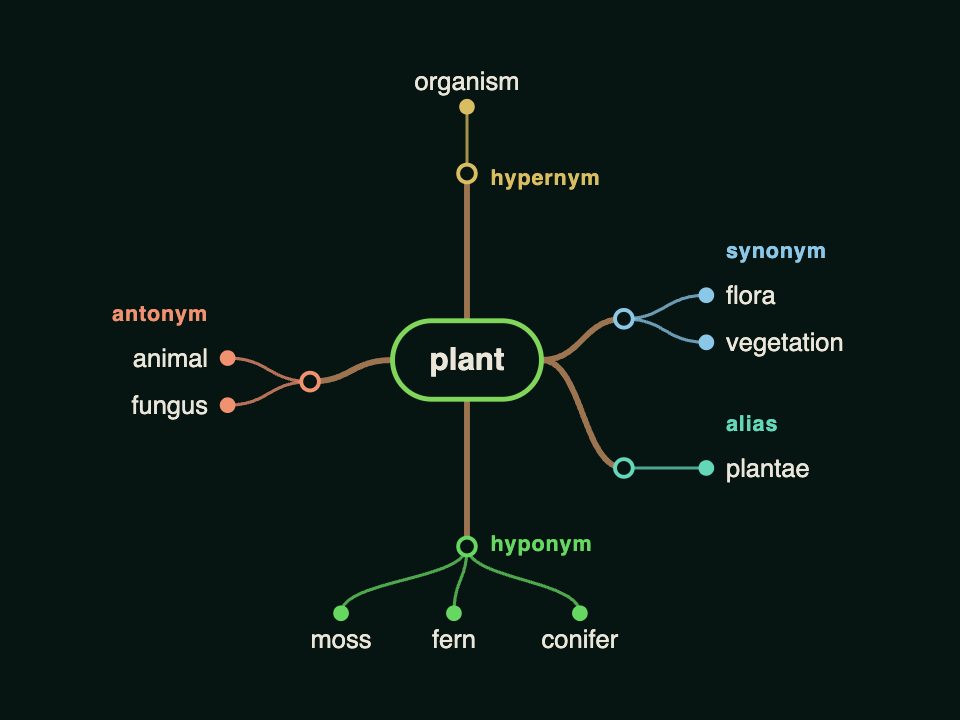 organism
hypernym
synonym
flora
vegetation
antonym
animal
fungus
plant
alias
plantae
hyponym
moss
fern
conifer